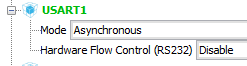 USART1
Mode Asynchronous
Hardware Flow Control (RS232) Disable